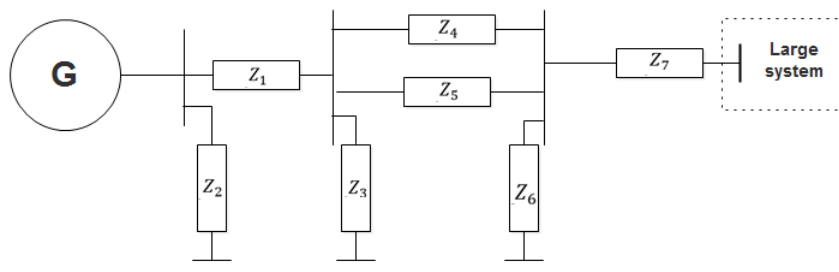 G
Z₁
Z₂
Z₃
Z₄
Z₅
Z₆
Z₇
Large
system